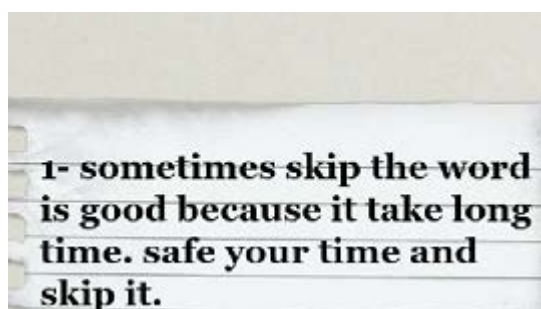 1- sometimes skip the word
is good because it take long
time. safe your time and
skip it.